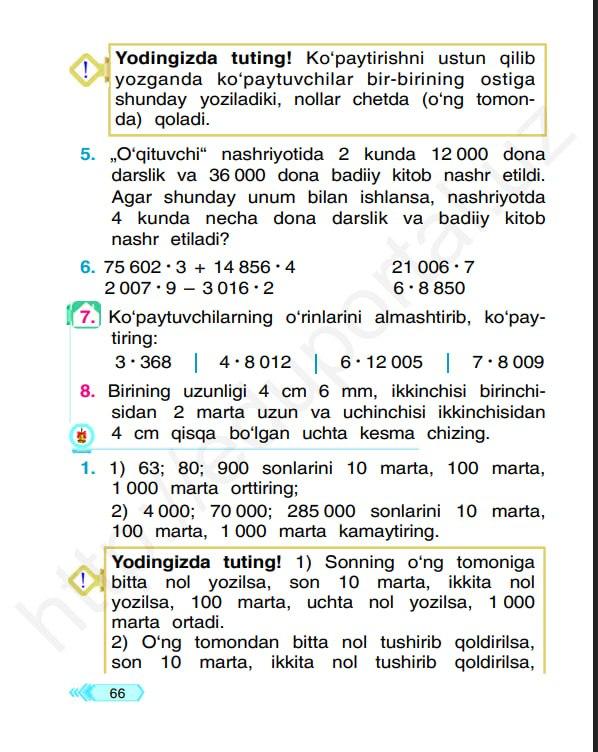 ! Yodingizda tuting! Ko‘paytirishni ustun qilib
yozganda ko‘paytuvchilar bir-birining ostiga
shunday yoziladiki, nollar chetda (o‘ng tomon-
da) qoladi.
5. „O‘qituvchi“ nashriyotida 2 kunda 12 000 dona
darslik va 36 000 dona badiiy kitob nashr etildi.
Agar shunday unum bilan ishlansa, nashriyotda
4 kunda necha dona darslik va badiiy kitob
nashr etiladi?
6. 75 602 · 3 + 14 856 · 4 21 006 · 7
2 007 · 9 – 3 016 · 2 6 · 8 850
7. Ko‘paytuvchilarning o‘rinlarini almashtirib, ko‘pay-
tiring:
3 · 368 | 4 · 8 012 | 6 · 12 005 | 7 · 8 009
8. Birining uzunligi 4 cm 6 mm, ikkinchisi birinchi-
sidan 2 marta uzun va uchinchisi ikkinchisidan
4 cm qisqa bo‘lgan uchta kesma chizing.
1. 1) 63; 80; 900 sonlarini 10 marta, 100 marta,
1 000 marta orttiring;
2) 4 000; 70 000; 285 000 sonlarini 10 marta,
100 marta, 1 000 marta kamaytiring.
! Yodingizda tuting! 1) Sonning o‘ng tomoniga
bitta nol yozilsa, son 10 marta, ikkita nol
yozilsa, 100 marta, uchta nol yozilsa, 1 000
marta ortadi.
2) O‘ng tomondan bitta nol tushirib qoldirilsa,
son 10 marta, ikkita nol tushirib qoldirilsa,
66
http://eduportal.uz